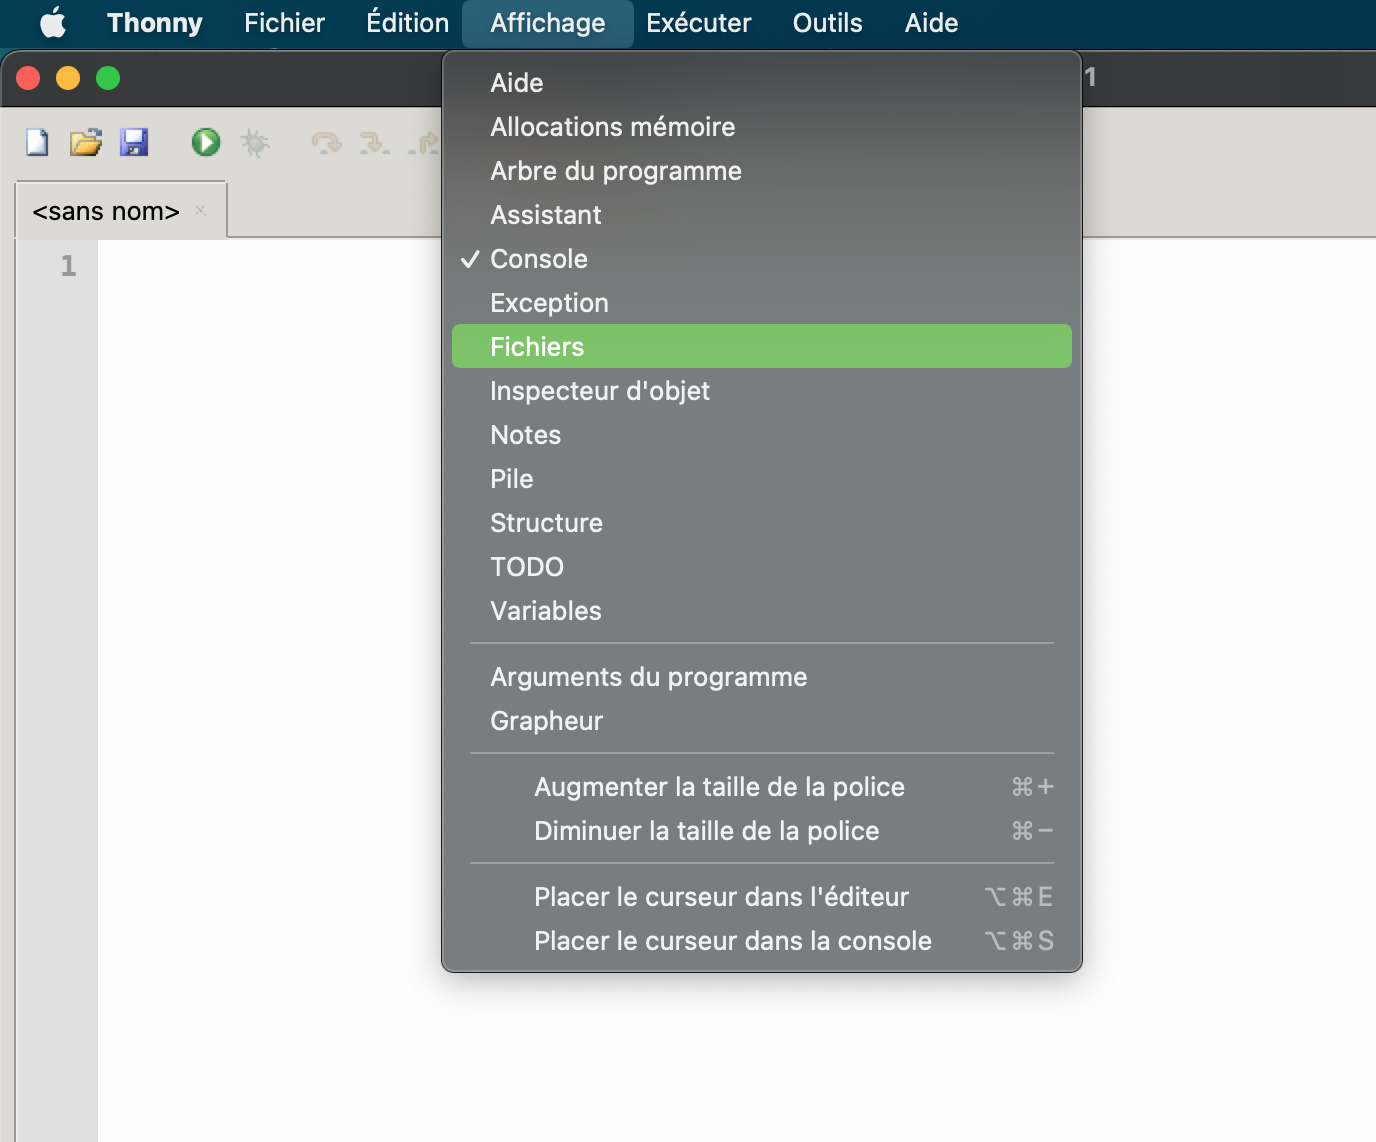 Thonny Fichier Édition Affichage Exécuter Outils Aide
1
<sans nom>
1
Aide
Allocations mémoire
Arbre du programme
Assistant
✓ Console
Exception
Fichiers
Inspecteur d'objet
Notes
Pile
Structure
TODO
Variables
Arguments du programme
Grapheur
Augmenter la taille de la police ⌘+
Diminuer la taille de la police ⌘−
Placer le curseur dans l'éditeur ⌥⌘E
Placer le curseur dans la console ⌥⌘S